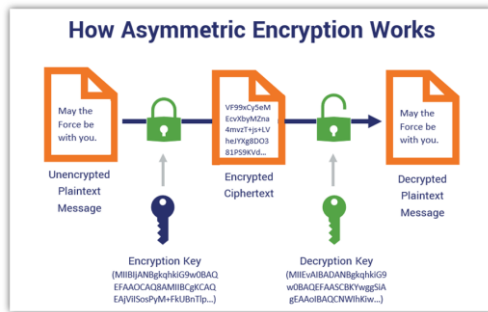 How Asymmetric Encryption Works
May the
Force be
with you.
VF99xCy5eM
EcvXbyMZna
4mvzT+js+LV
heJYXg8DO3
81PS9KVd...
May the
Force be
with you.
Unencrypted
Plaintext
Message
Encrypted
Ciphertext
Decrypted
Plaintext
Message
Encryption Key
(MIIBIjANBgkqhkiG9w0BAQ
EFAAOCAQ8AMIIBCgKCAQ
EAjVilSosPyM+FkUBnTlp...)
Decryption Key
(MIIEvAIBADANBgkqhkiG9
w0BAQEFAASCBKYwggSiA
gEAAoIBAQCNWlhKiw...)